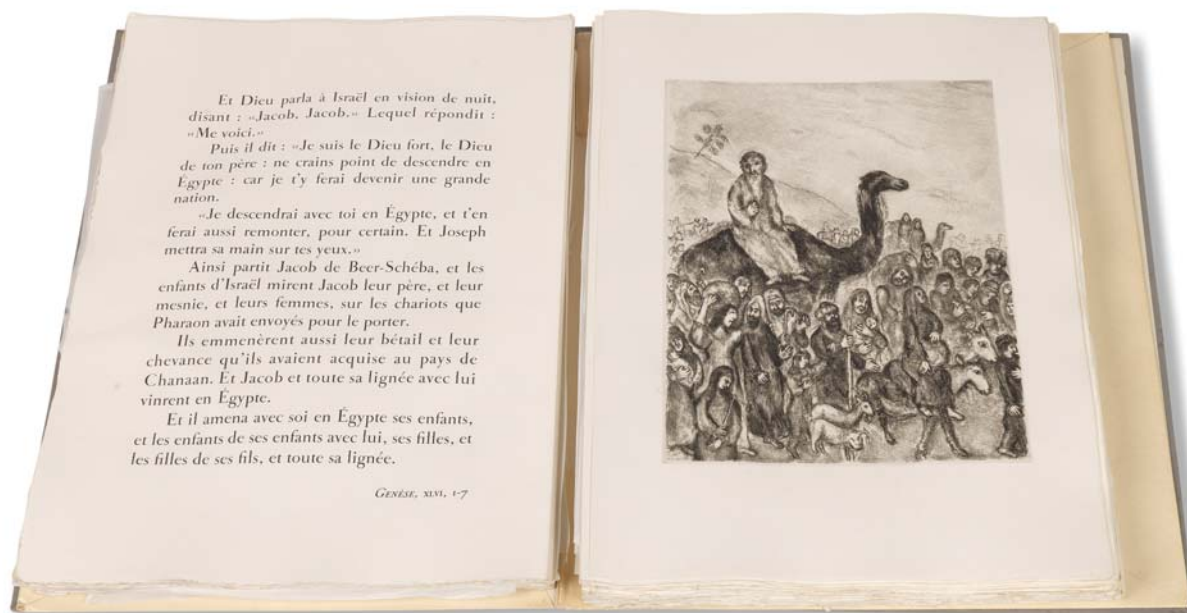 Et Dieu parla à Israël en vision de nuit,
disant : «Jacob, Jacob.» Lequel répondit :
«Me voici.»
Puis il dit : «Je suis le Dieu fort, le Dieu
de ton père : ne crains point de descendre en
Égypte : car je t'y ferai devenir une grande
nation.
«Je descendrai avec toi en Égypte, et t'en
ferai aussi remonter, pour certain. Et Joseph
mettra sa main sur tes yeux.»
Ainsi partit Jacob de Beer-Schéba, et les
enfants d'Israël mirent Jacob leur père, et leur
mesnie, et leurs femmes, sur les chariots que
Pharaon avait envoyés pour le porter.
Ils emmenèrent aussi leur bétail et leur
chevance qu'ils avaient acquise au pays de
Chanaan. Et Jacob et toute sa lignée avec lui
vinrent en Égypte.
Et il amena avec soi en Égypte ses enfants,
et les enfants de ses enfants avec lui, ses filles, et
les filles de ses fils, et toute sa lignée.
GENÈSE, XLVI, 1-7